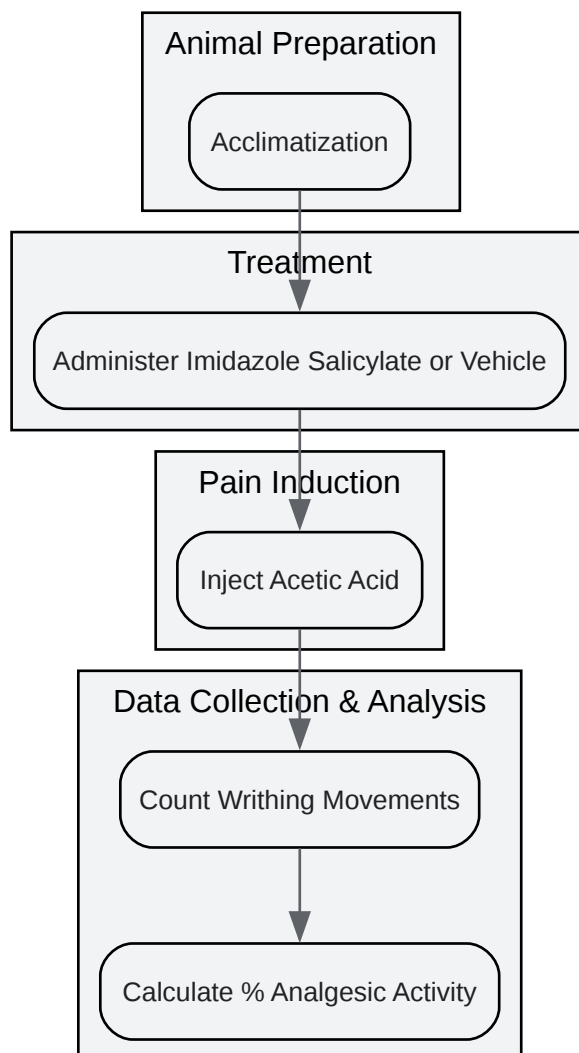 Animal Preparation
Acclimatization
Treatment
Administer Imidazole Salicylate or Vehicle
Pain Induction
Inject Acetic Acid
Data Collection & Analysis
Count Writhing Movements
Calculate % Analgesic Activity